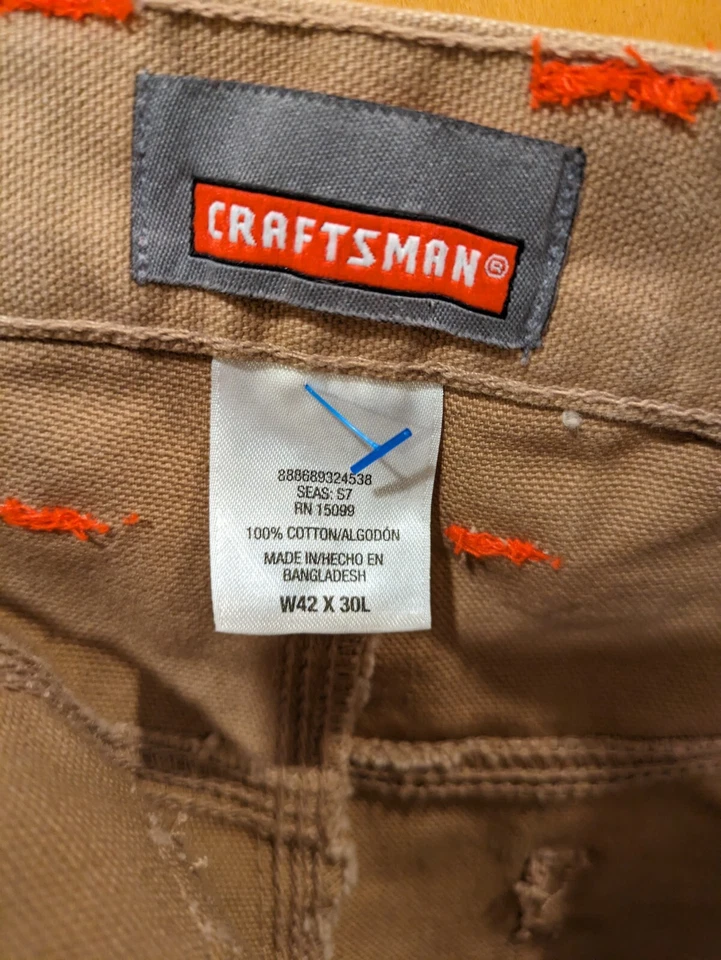 CRAFTSMAN®
888689324538
SEAS: S7
RN 15099
100% COTTON/ALGODÓN
MADE IN/HECHO EN
BANGLADESH
W42 X 30L